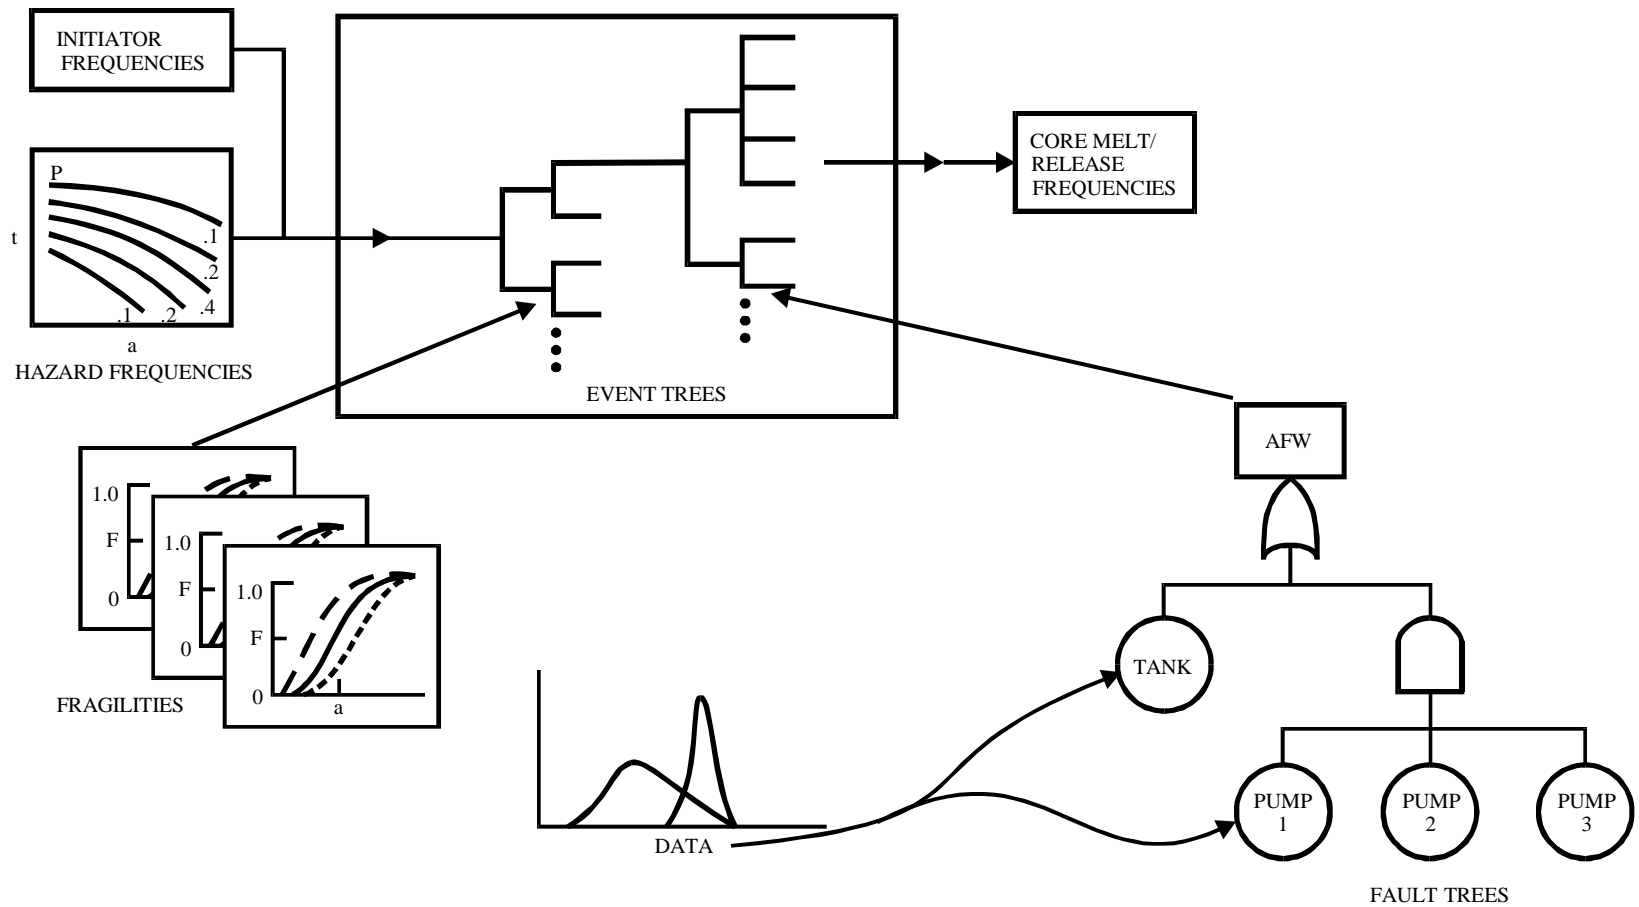 INITIATOR
FREQUENCIES
P
t
.1
.2
.4
.2
.1
a
HAZARD FREQUENCIES
EVENT TREES
CORE MELT/
RELEASE
FREQUENCIES
1.0
F
0
1.0
F
0
1.0
F
0
a
FRAGILITIES
DATA
AFW
TANK
PUMP
1
PUMP
2
PUMP
3
FAULT TREES